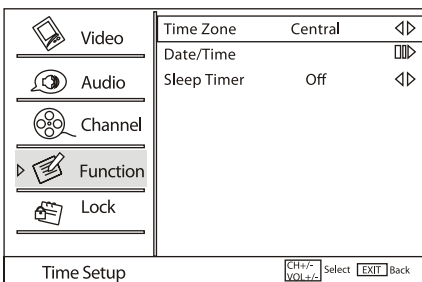 Video
Audio
Channel
Function
Lock
Time Zone Central
Date/Time
Sleep Timer Off
Time Setup
CH+/- VOL+/- Select EXIT Back